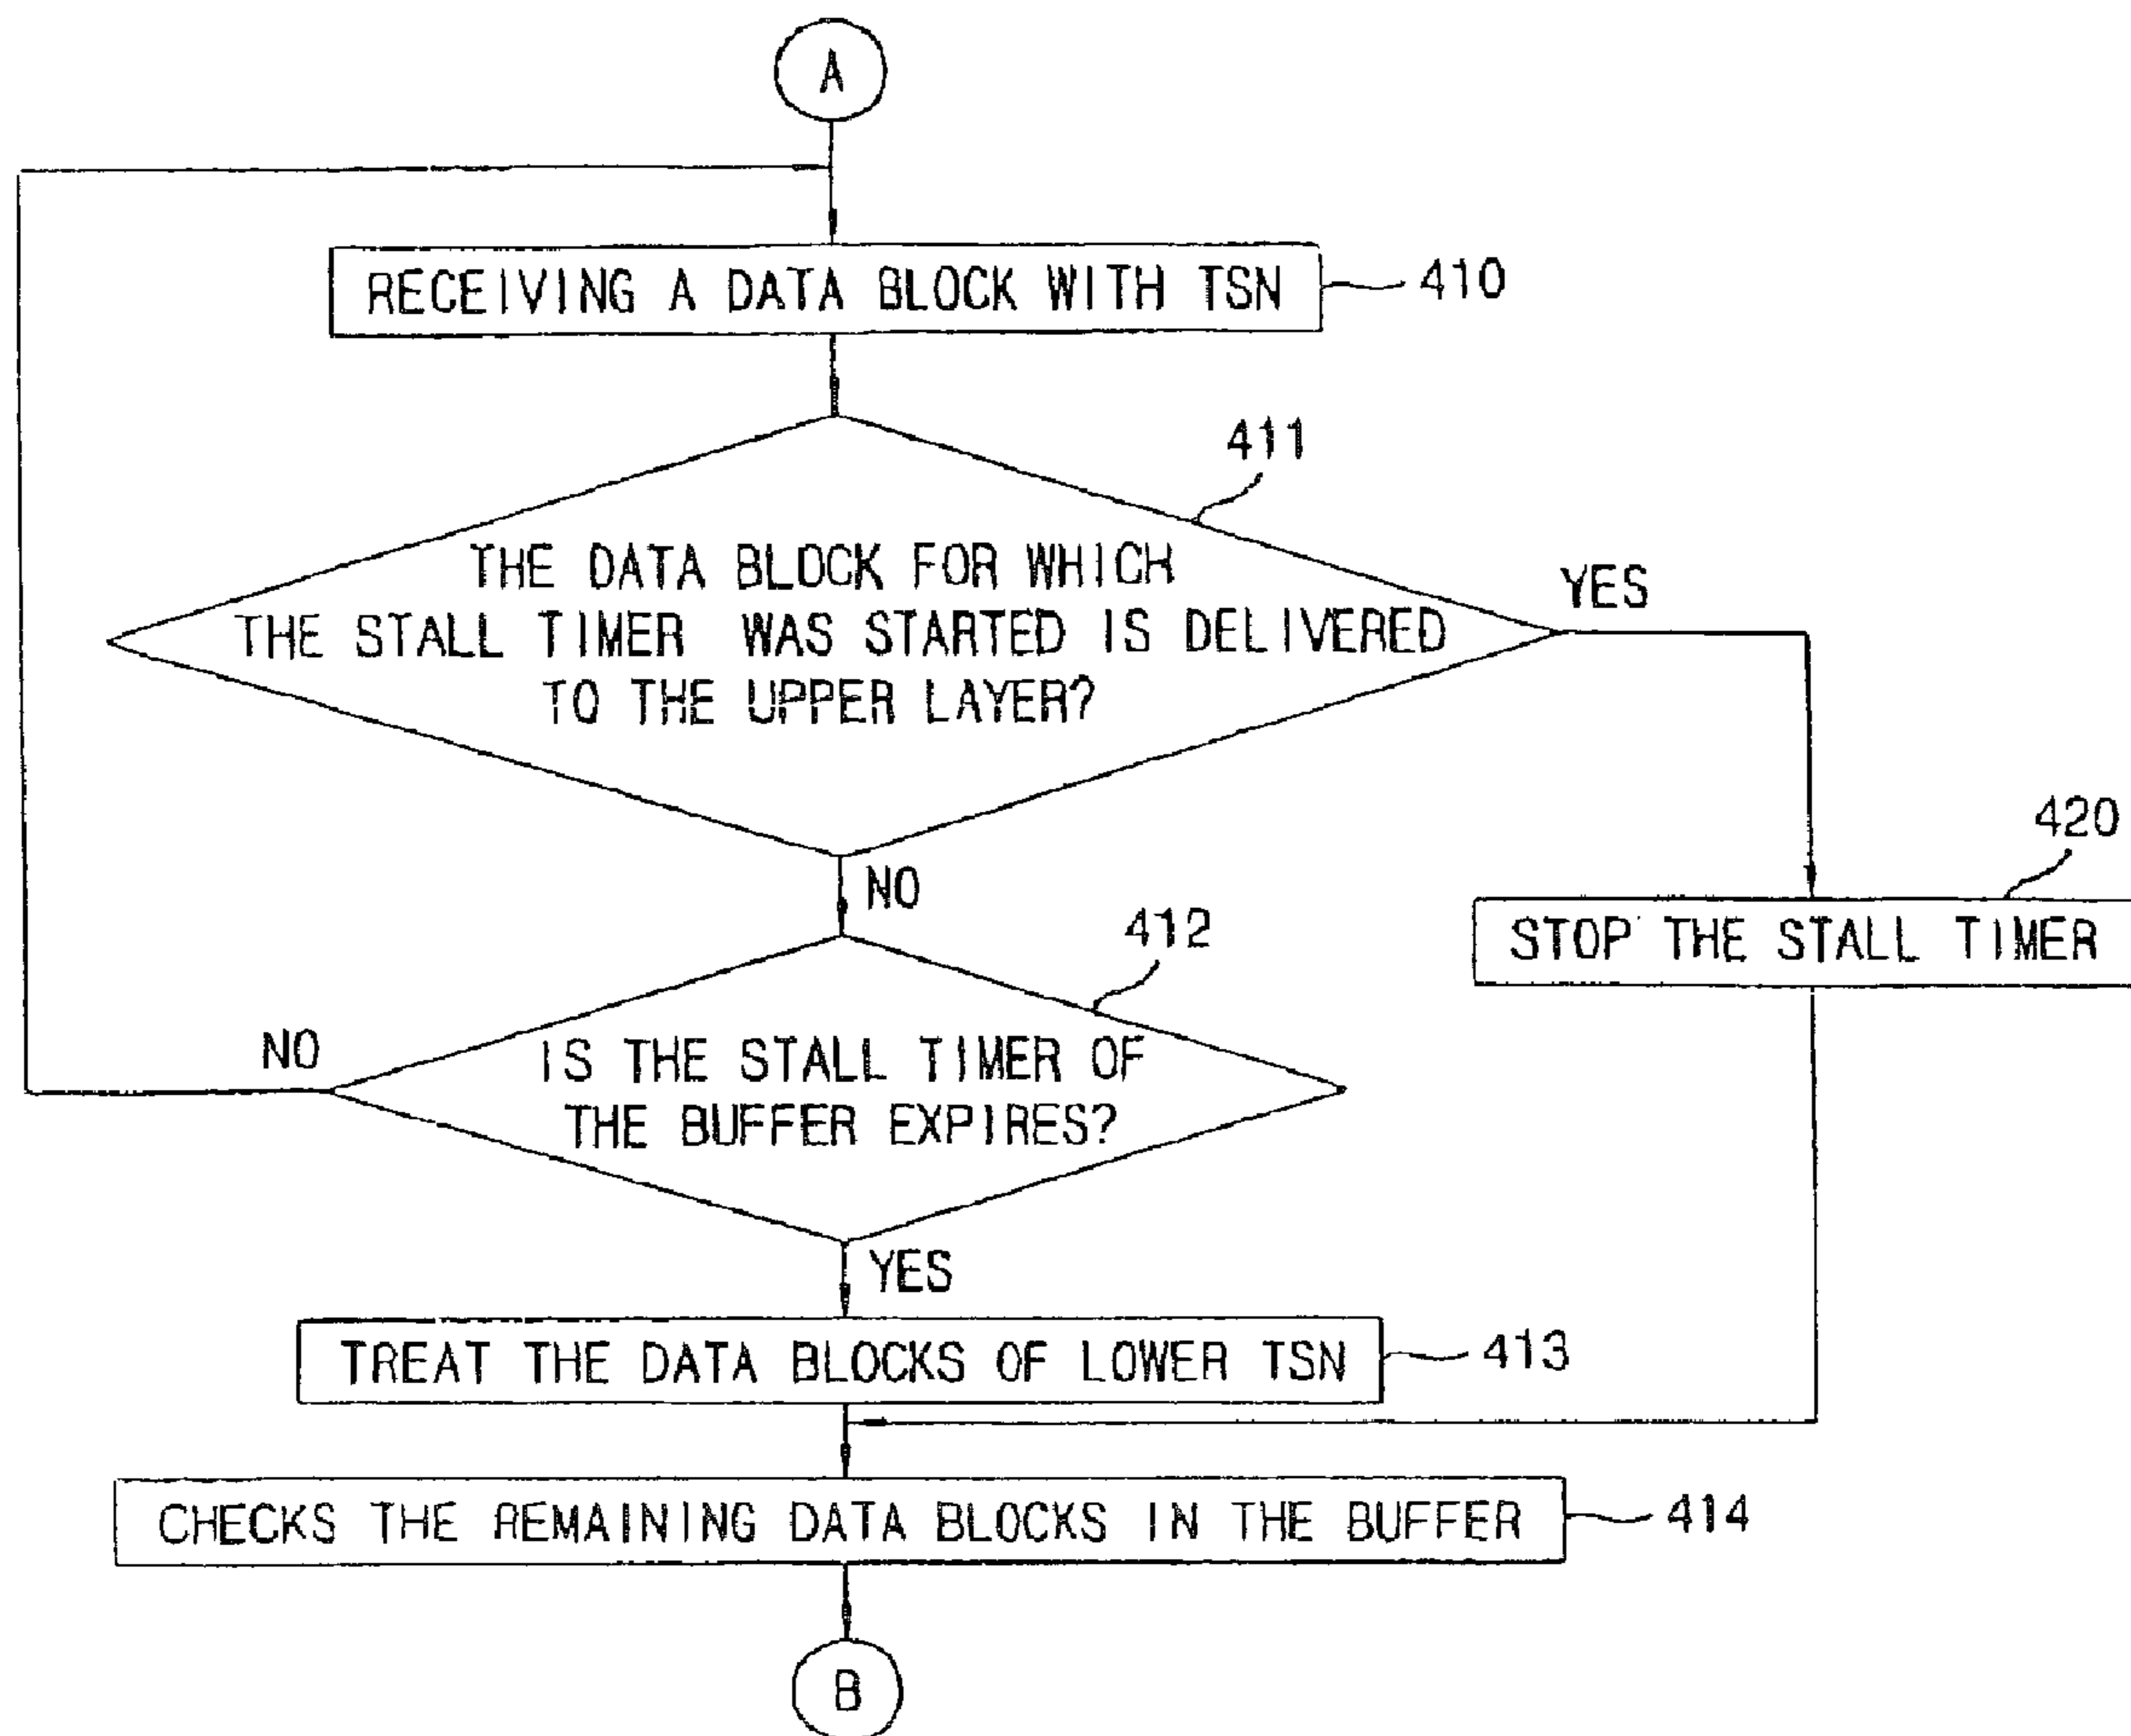 A
RECEIVING A DATA BLOCK WITH TSN
410
411
THE DATA BLOCK FOR WHICH
THE STALL TIMER WAS STARTED IS DELIVERED
TO THE UPPER LAYER?
YES
NO
420
STOP THE STALL TIMER
412
NO
IS THE STALL TIMER OF
THE BUFFER EXPIRES?
YES
TREAT THE DATA BLOCKS OF LOWER TSN
413
CHECKS THE REMAINING DATA BLOCKS IN THE BUFFER
414
B